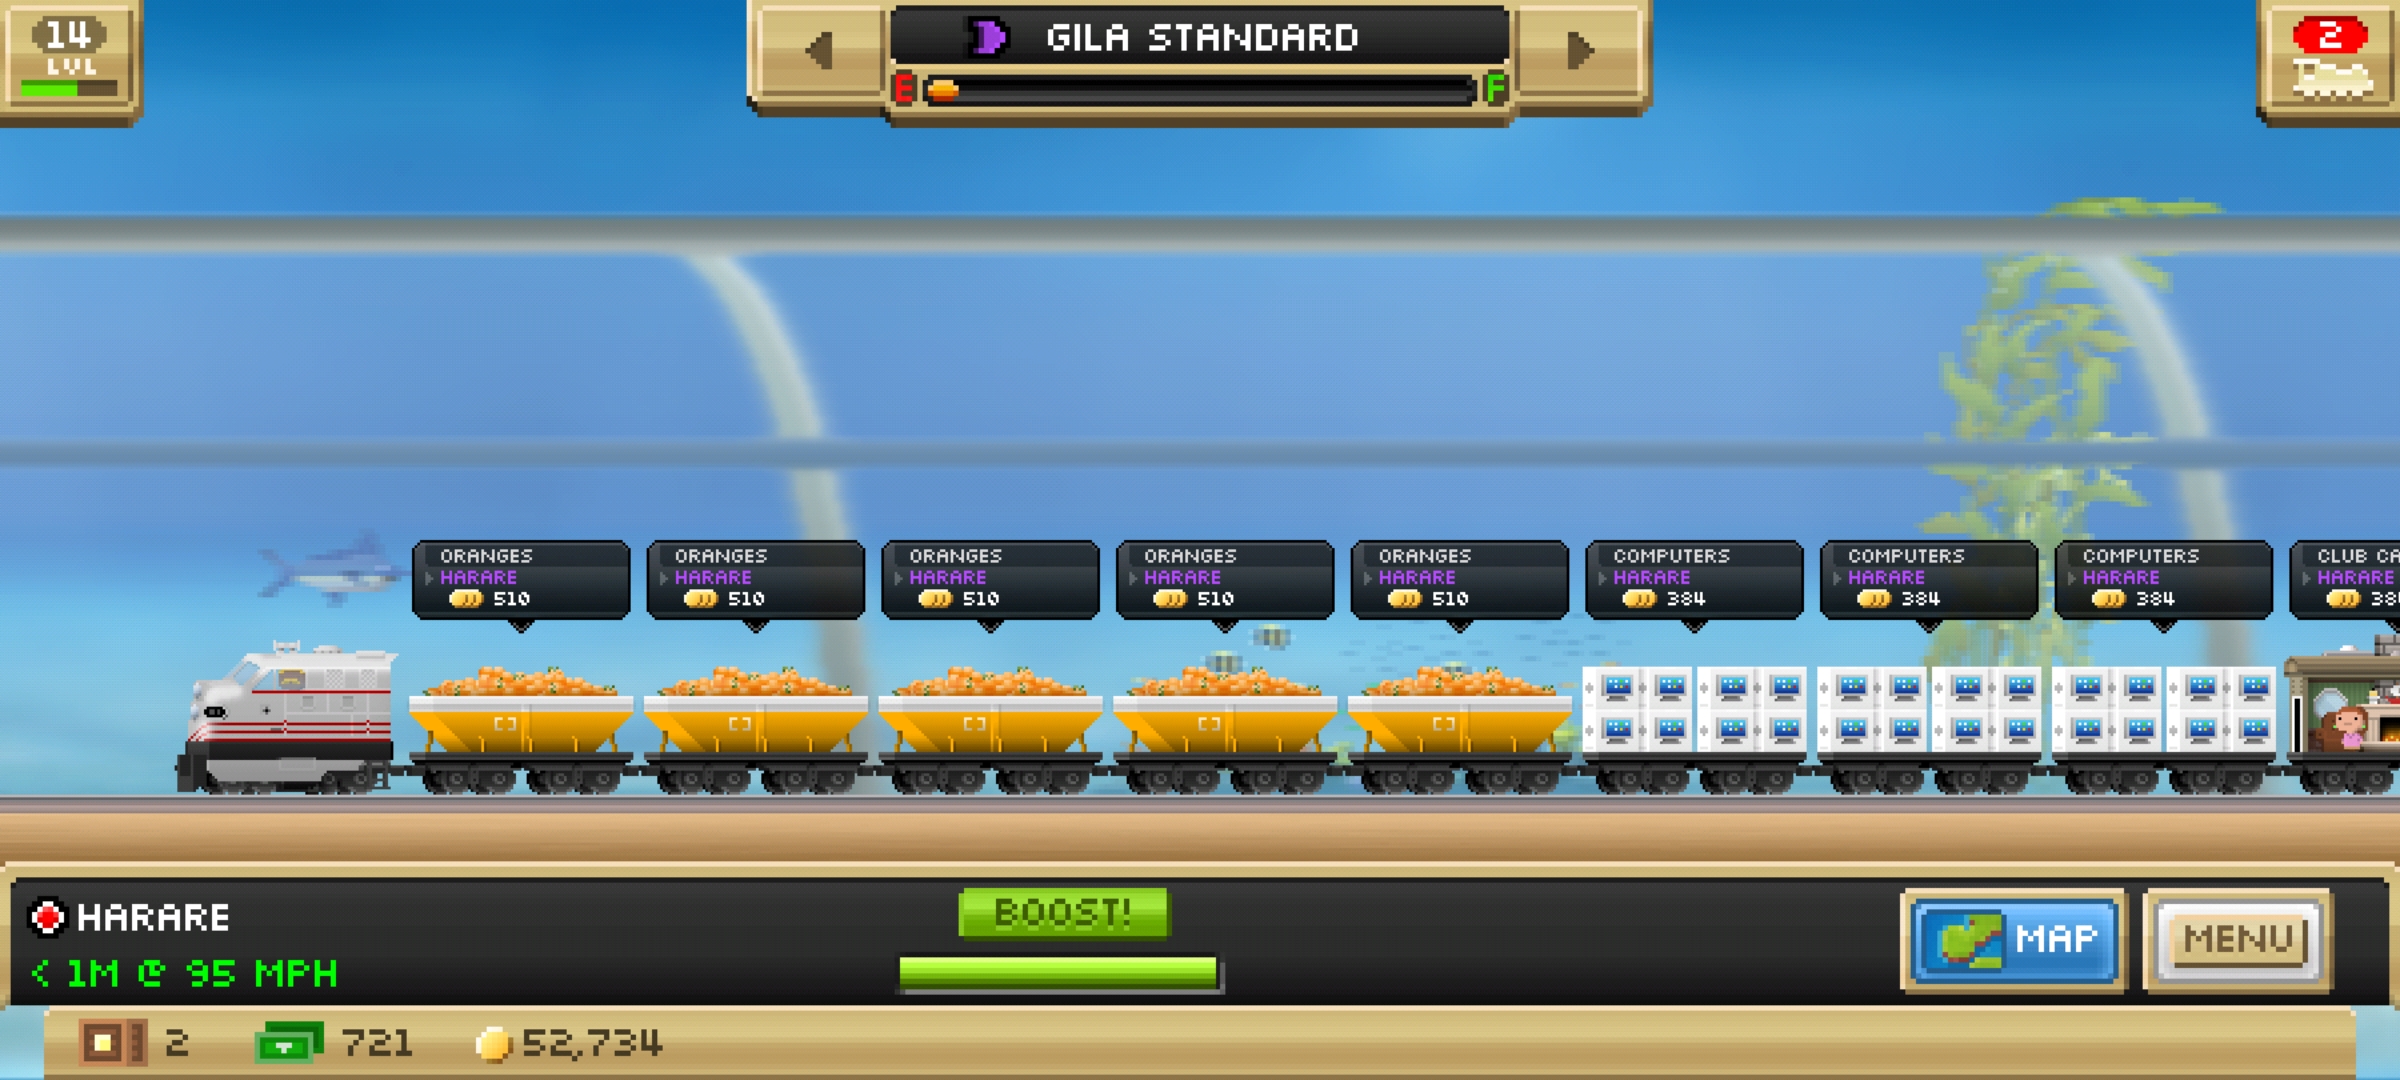 14
LVL
GILA STANDARD
E F
2
ORANGES
HARARE
510
ORANGES
HARARE
510
ORANGES
HARARE
510
ORANGES
HARARE
510
ORANGES
HARARE
510
COMPUTERS
HARARE
384
COMPUTERS
HARARE
384
COMPUTERS
HARARE
384
CLUB
HARARE
HARARE
< 1M @ 95 MPH
BOOST!
MAP
MENU
2
721
52,734